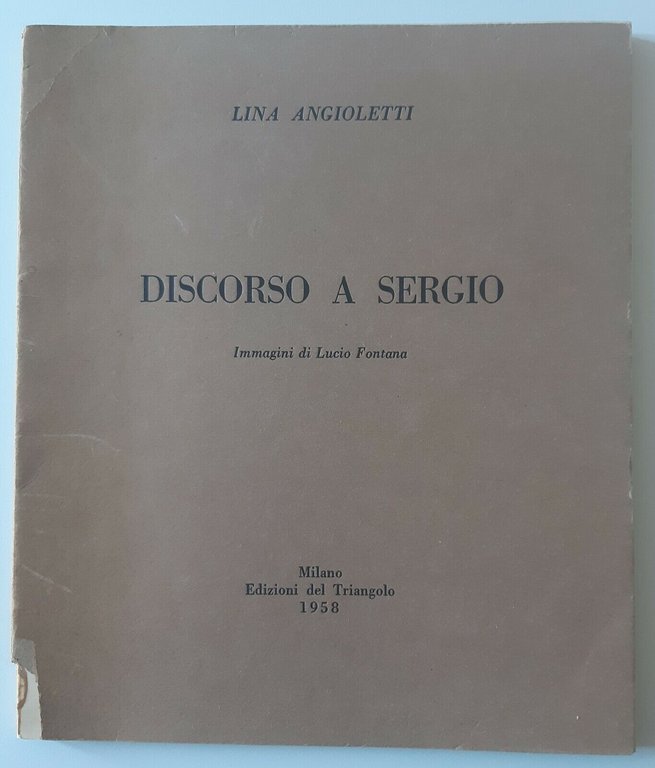 LINA ANGIOLETTI
DISCORSO A SERGIO
Immagini di Lucio Fontana
Milano
Edizioni del Triangolo
1958